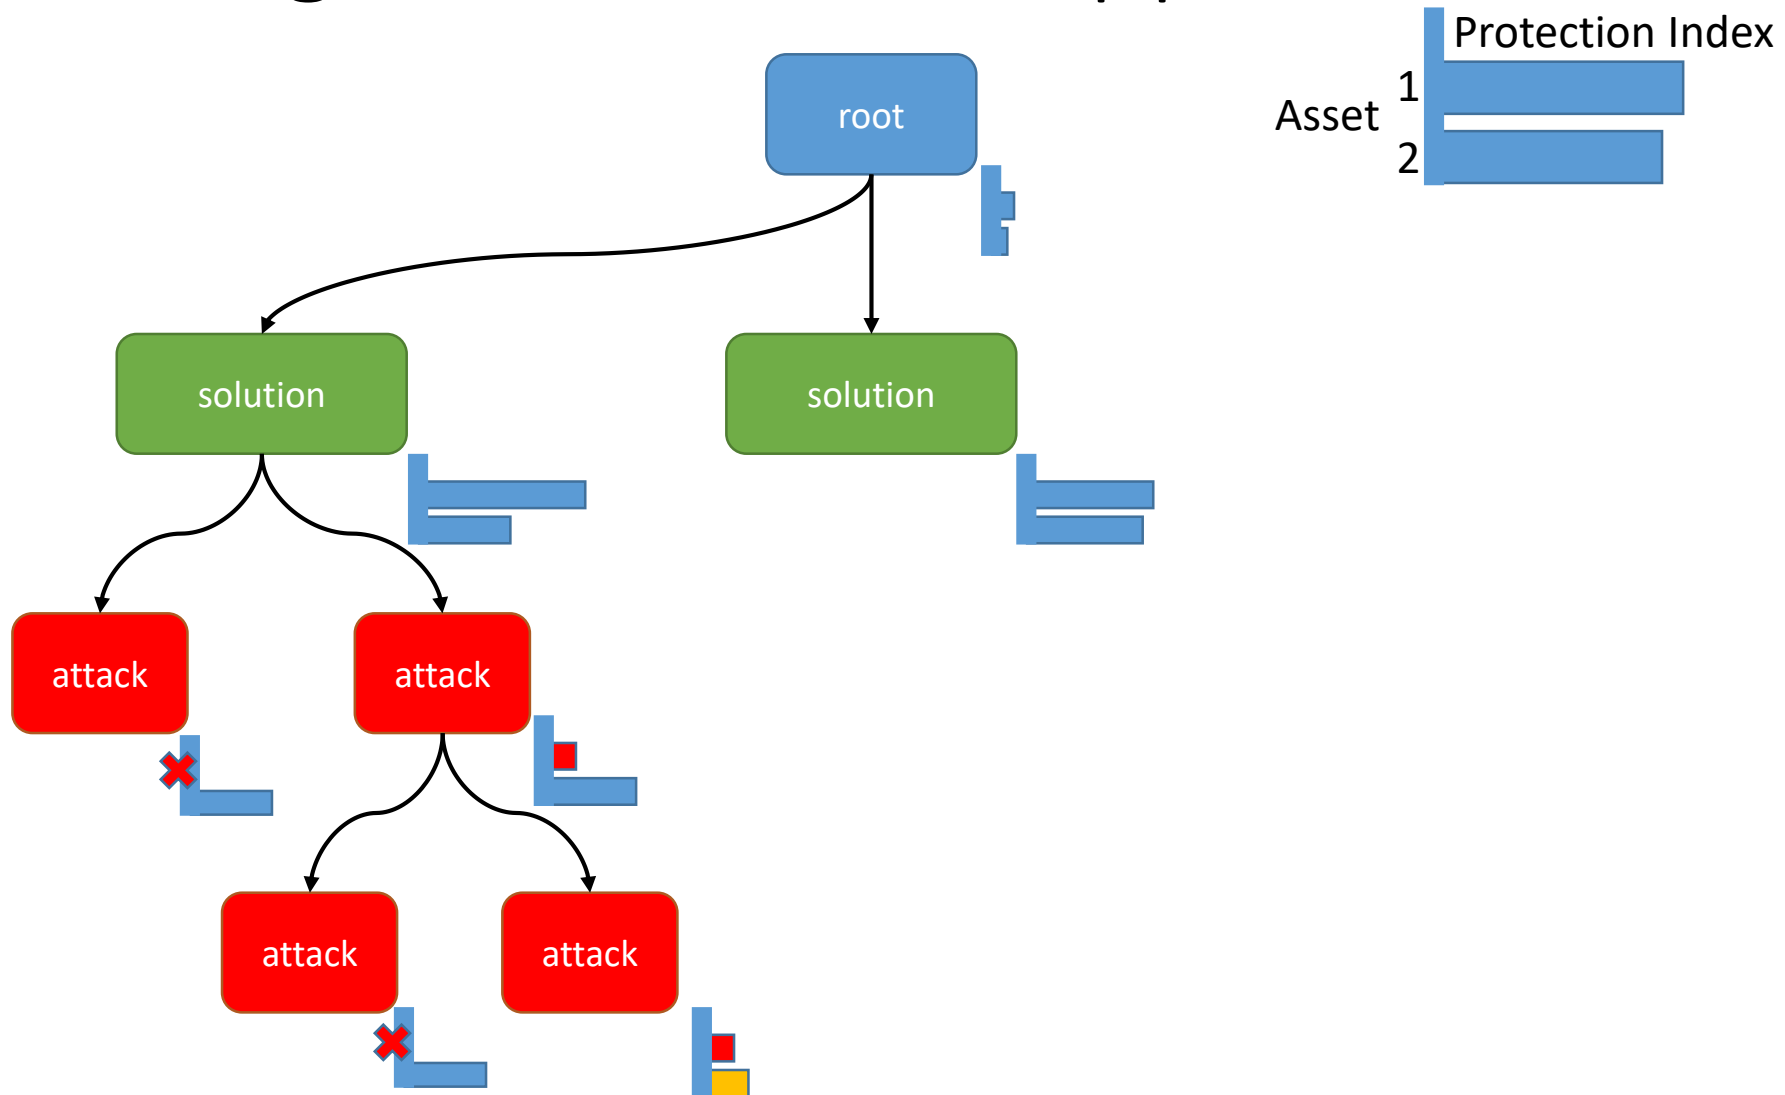 Protection Index
Asset
1
2
root
solution
solution
attack
attack
attack
attack